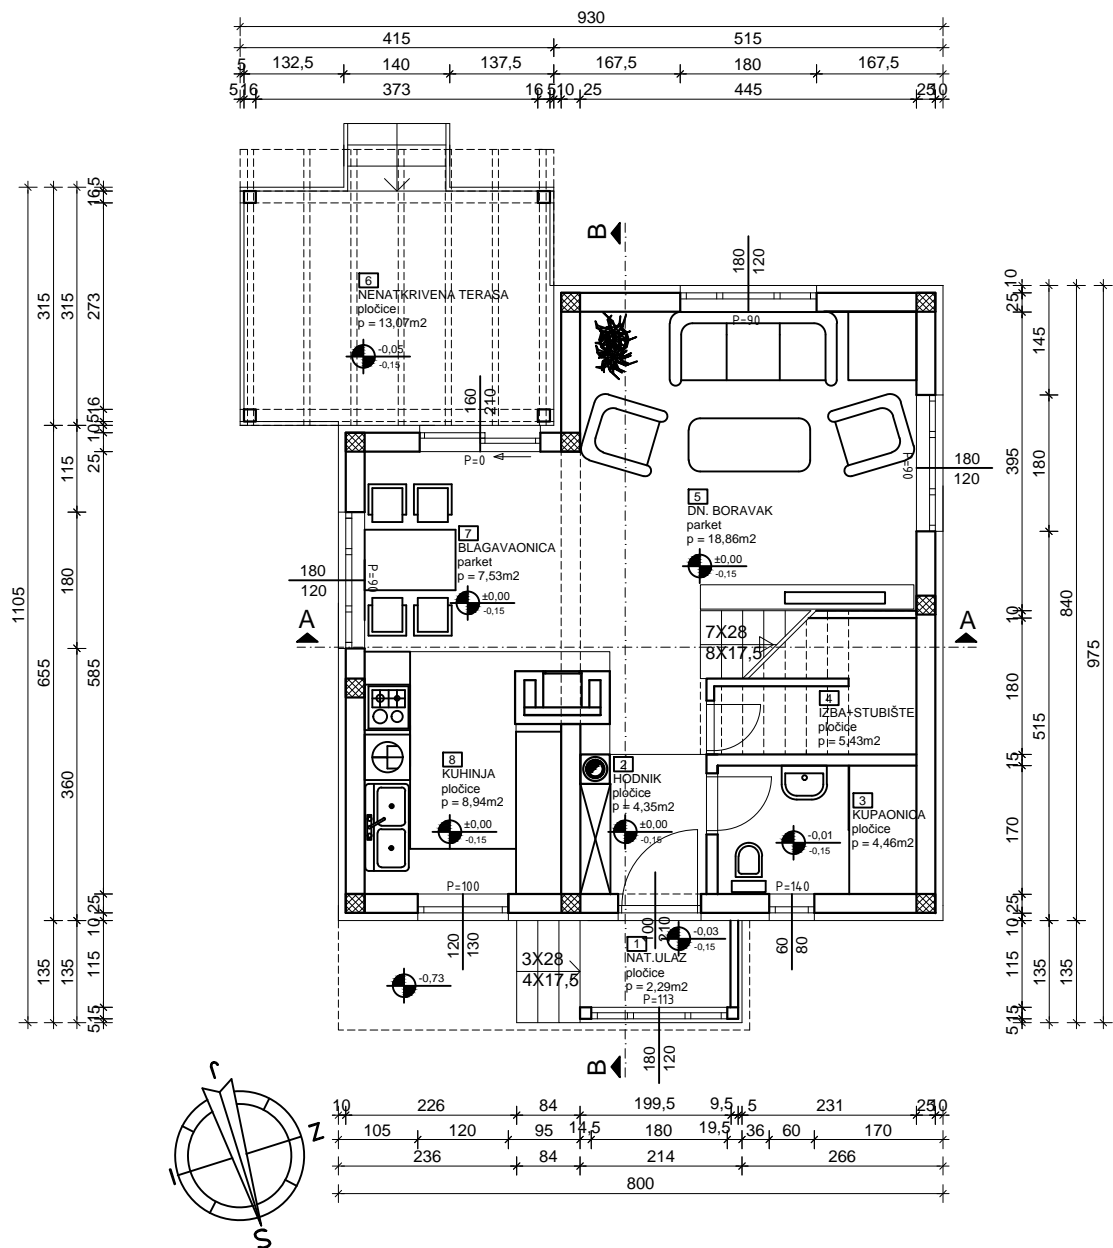 930
415 515
5 132,5 140 137,5 167,5 180 167,5
5 16 373 16 5 10 25 445 25 10
1105
655 315 135
315 115 180 360 135
16,5 273 5 16 10 25 585 25 10 115 5 15
10 25 145 395 10 180 15 170 25 10 115 5 15
180 135
840 515 135
975
B
180
120
6
NENATKRIVENA TERASA
pločice
p = 13,07m2
-0,05
-0,15
P=90
160
210
P=0
P=90
180
120
5
DN. BORAVAK
parket
p = 18,86m2
±0,00
-0,15
7
BLAGAVAONICA
parket
p = 7,53m2
±0,00
-0,15
180
120
P=90
A
A
7X28
8X17,5
4
IZBA+STUBIŠTE
pločice
p = 5,43m2
8
KUHINJA
pločice
p = 8,94m2
±0,00
-0,15
2
HODNIK
pločice
p = 4,35m2
±0,00
-0,15
3
KUPAONICA
pločice
p = 4,46m2
-0,01
-0,15
P=100
P=140
120
130
100
210
60
80
-0,03
-0,15
1
NAT.ULAZ
pločice
p = 2,29m2
P=113
3X28
4X17,5
-0,73
180
120
B
J
Z
I
S
10 226 84 199,5 9,5 5 231 25 10
105 120 95 14,5 180 19,5 36 60 170
236 84 214 266
800